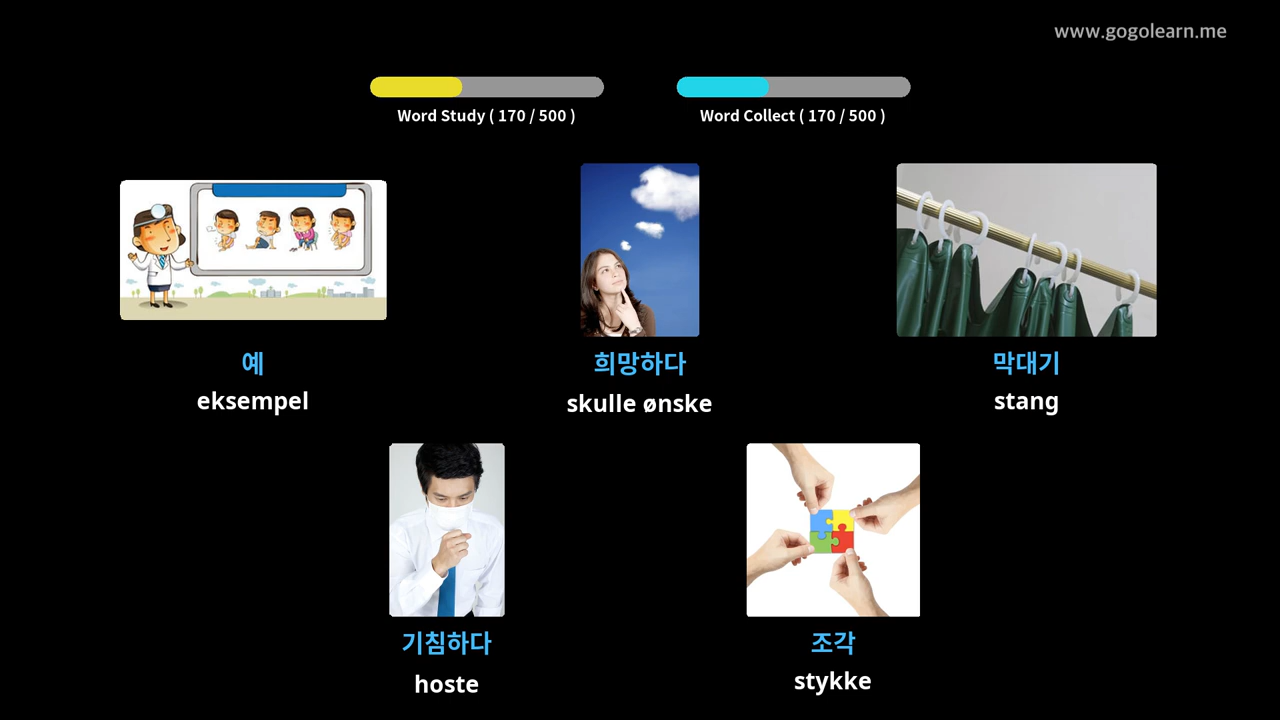 www.gogolearn.me
Word Study ( 170 / 500 )
Word Collect ( 170 / 500 )
예
eksempel
희망하다
skulle ønske
막대기
stang
기침하다
hoste
조각
stykke